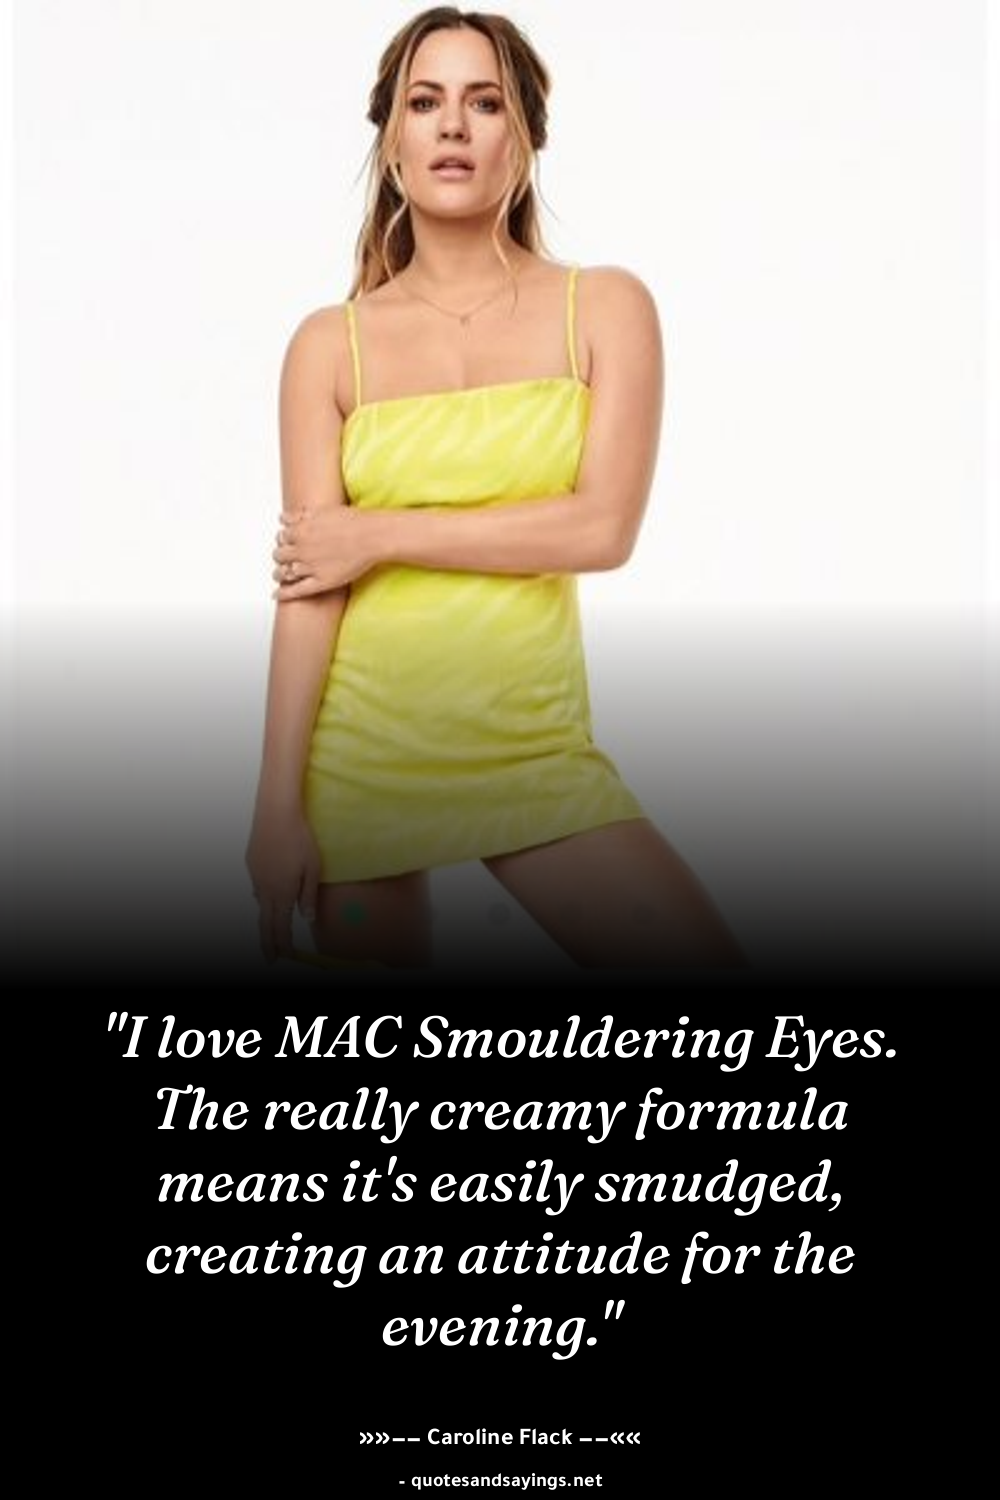 "I love MAC Smouldering Eyes.
The really creamy formula
means it's easily smudged,
creating an attitude for the
evening."
»»–– Caroline Flack ––««
- quotesandsayings.net